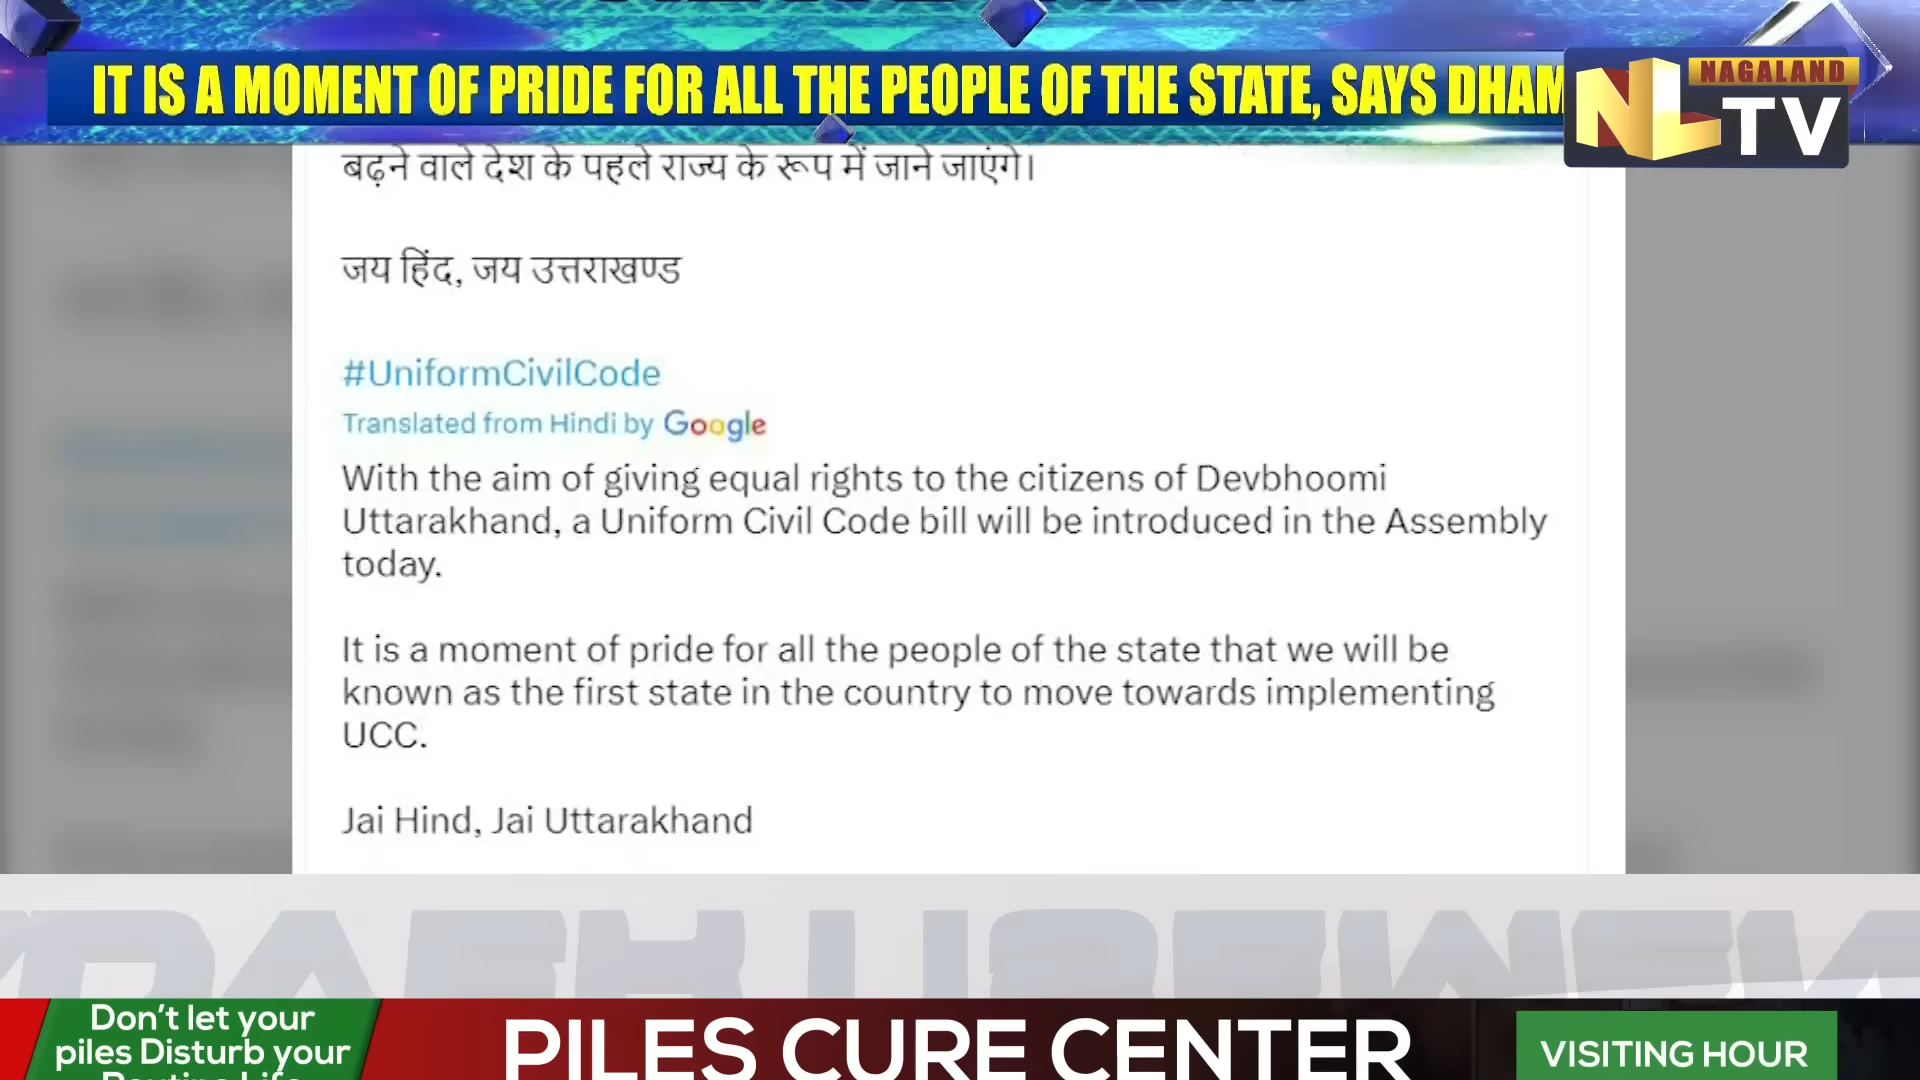 IT IS A MOMENT OF PRIDE FOR ALL THE PEOPLE OF THE STATE, SAYS DHAM
NAGALAND
NL TV
बढ़ने वाले देश के पहले राज्य के रूप में जाने जाएंगे।
जय हिंद, जय उत्तराखण्ड
#UniformCivilCode
Translated from Hindi by Google
With the aim of giving equal rights to the citizens of Devbhoomi
Uttarakhand, a Uniform Civil Code bill will be introduced in the Assembly
today.
It is a moment of pride for all the people of the state that we will be
known as the first state in the country to move towards implementing
UCC.
Jai Hind, Jai Uttarakhand
Don't let your
piles Disturb your
Routine Life
PILES CURE CENTER
VISITING HOUR